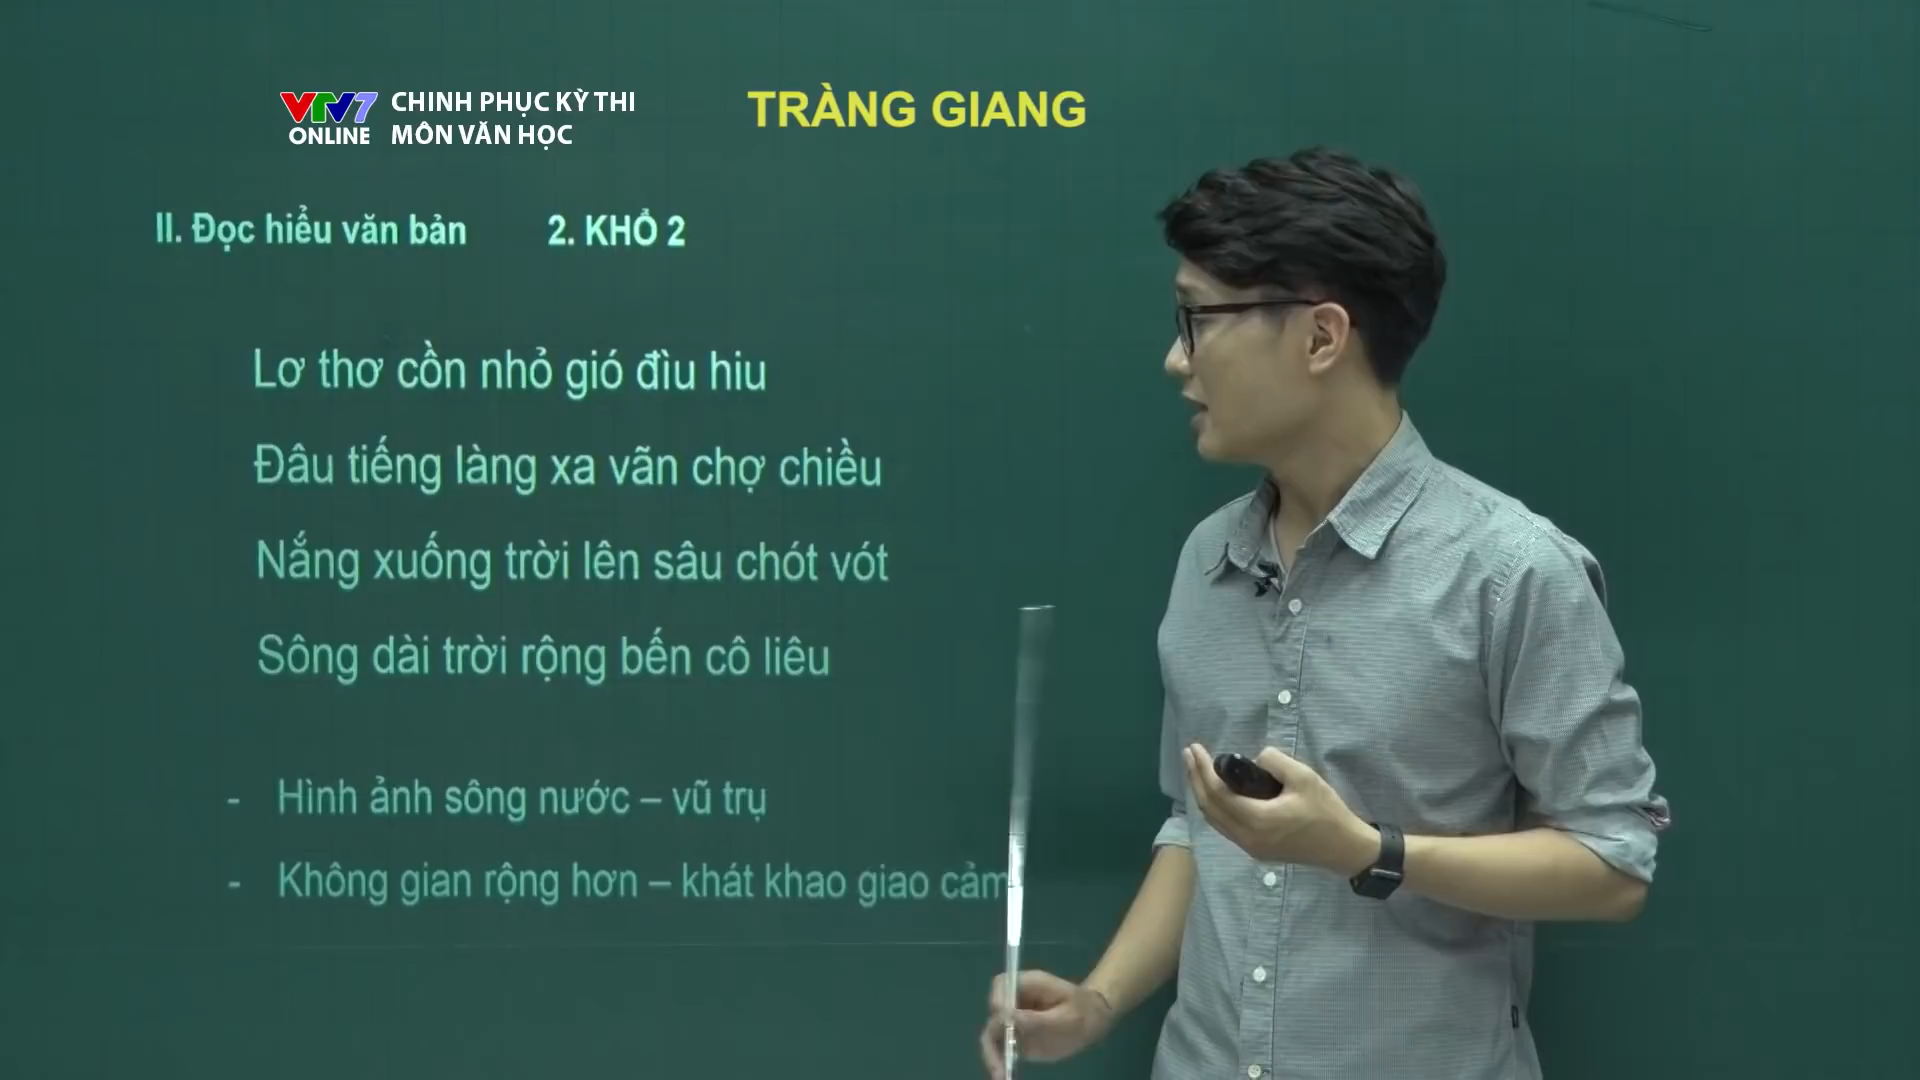 VTV7
ONLINE
CHINH PHỤC KỲ THI
MÔN VĂN HỌC
TRÀNG GIANG
II. Đọc hiểu văn bản
2. KHỔ 2
Lơ thơ cồn nhỏ gió đìu hiu
Đâu tiếng làng xa vãn chợ chiều
Nắng xuống trời lên sâu chót vót
Sông dài trời rộng bến cô liêu
- Hình ảnh sông nước – vũ trụ
- Không gian rộng hơn – khát khao giao cảm